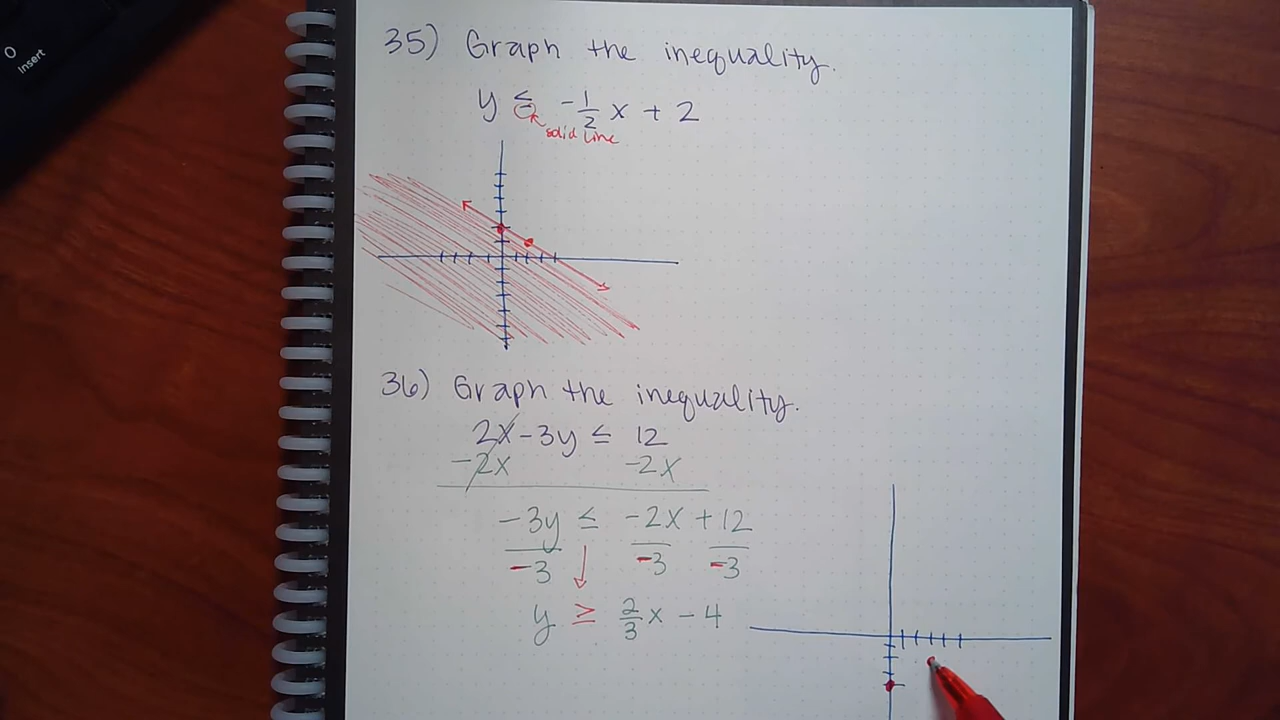 0
Insert
35) Graph the inequality.
y ≤ -1/2 x + 2
solid line
36) Graph the inequality.
2x - 3y ≤ 12
-2x -2x
-3y ≤ -2x + 12
-3 -3 -3
y ≥ 2/3 x - 4